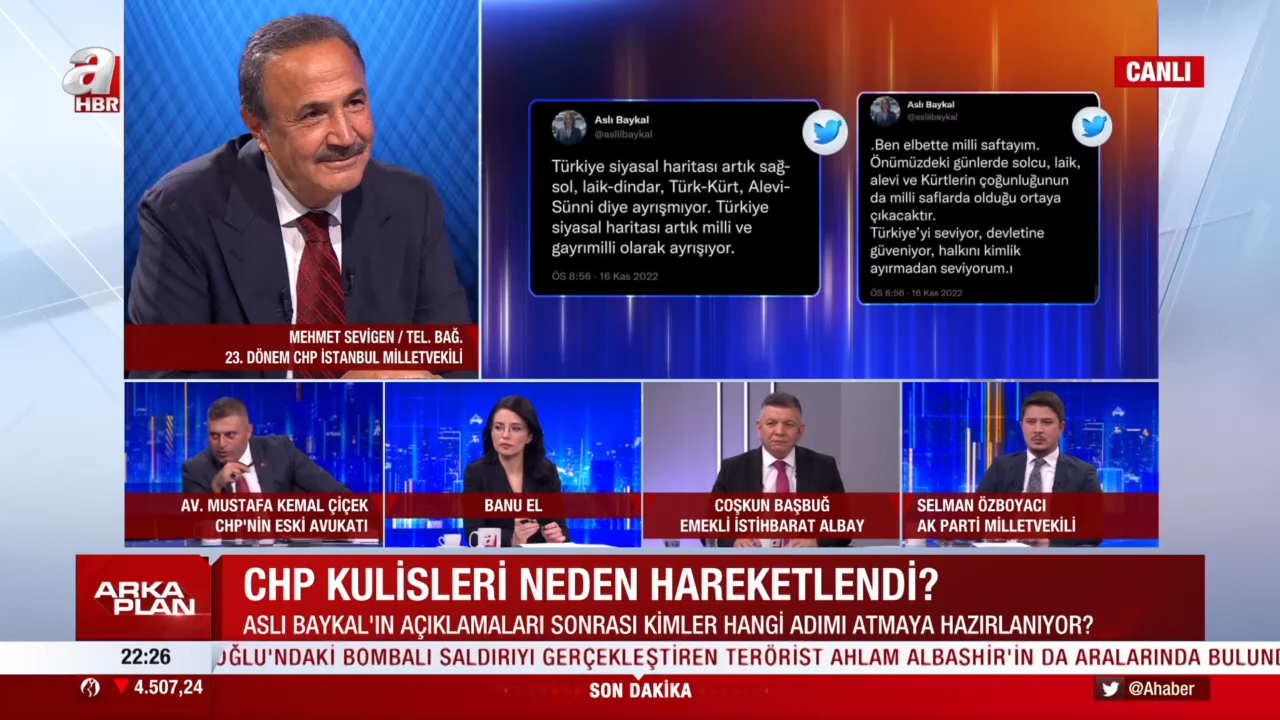 a
HBR
CANLI
Aslı Baykal
@asliibaykal
Türkiye siyasal haritası artık sağ-
sol, laik-dindar, Türk-Kürt, Alevi-
Sünni diye ayrışmıyor. Türkiye
siyasal haritası artık milli ve
gayrımilli olarak ayrışıyor.
ÖS 8:56 - 16 Kas 2022
Aslı Baykal
@asliibaykal
.Ben elbette milli saftayım.
Önümüzdeki günlerde solcu, laik,
alevi ve Kürtlerin çoğunluğunun
da milli saflarda olduğu ortaya
çıkacaktır.
Türkiye'yi seviyor, devletine
güveniyor, halkını kimlik
ayırmadan seviyorum.ı
ÖS 8:56 - 16 Kas 2022
MEHMET SEVİGEN / TEL. BAĞ.
23. DÖNEM CHP İSTANBUL MİLLETVEKİLİ
AV. MUSTAFA KEMAL ÇİÇEK
CHP'NİN ESKİ AVUKATI
BANU EL
a
COŞKUN BAŞBUĞ
EMEKLİ İSTİHBARAT ALBAY
SELMAN ÖZBOYACI
AK PARTİ MİLLETVEKİLİ
ARKA
PLAN
CHP KULİSLERİ NEDEN HAREKETLENDİ?
ASLI BAYKAL'IN AÇIKLAMALARI SONRASI KİMLER HANGİ ADIMI ATMAYA HAZIRLANIYOR?
22:26
OĞLU'NDAKİ BOMBALI SALDIRIYI GERÇEKLEŞTİREN TERÖRİST AHLAM ALBASHİR'İN DA ARALARINDA BULUND
4.507,24
SON DAKİKA
@Ahaber